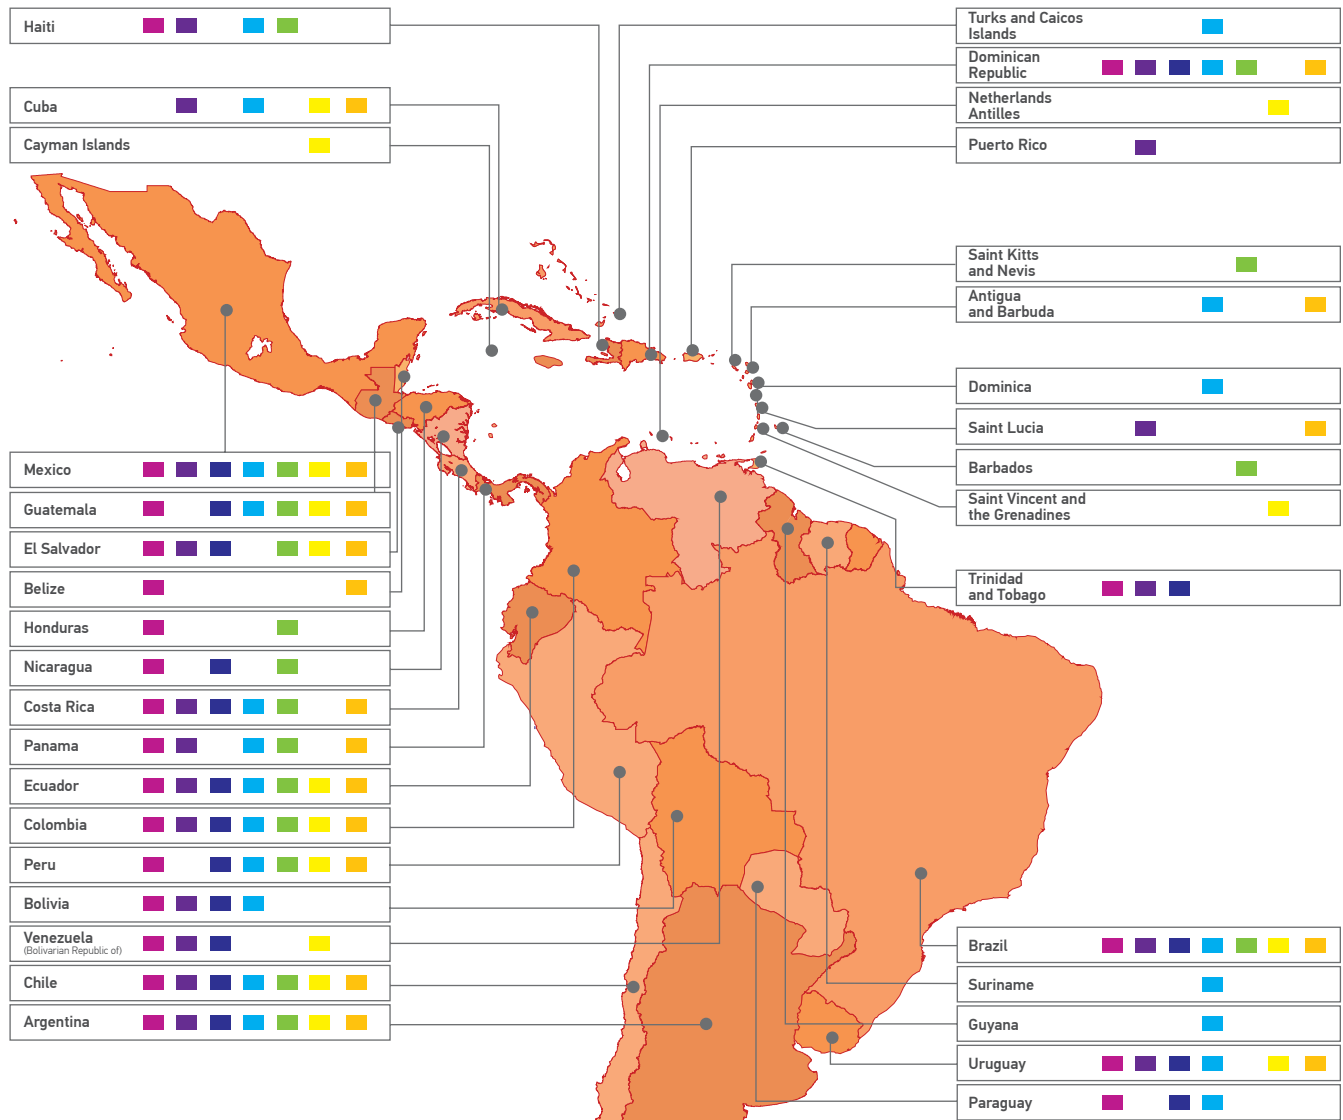 Haiti
Cuba
Cayman Islands
Mexico
Guatemala
El Salvador
Belize
Honduras
Nicaragua
Costa Rica
Panama
Ecuador
Colombia
Peru
Bolivia
Venezuela
(Bolivarian Republic of)
Chile
Argentina
Turks and Caicos
Islands
Dominican
Republic
Netherlands
Antilles
Puerto Rico
Saint Kitts
and Nevis
Antigua
and Barbuda
Dominica
Saint Lucia
Barbados
Saint Vincent and
the Grenadines
Trinidad
and Tobago
Brazil
Suriname
Guyana
Uruguay
Paraguay